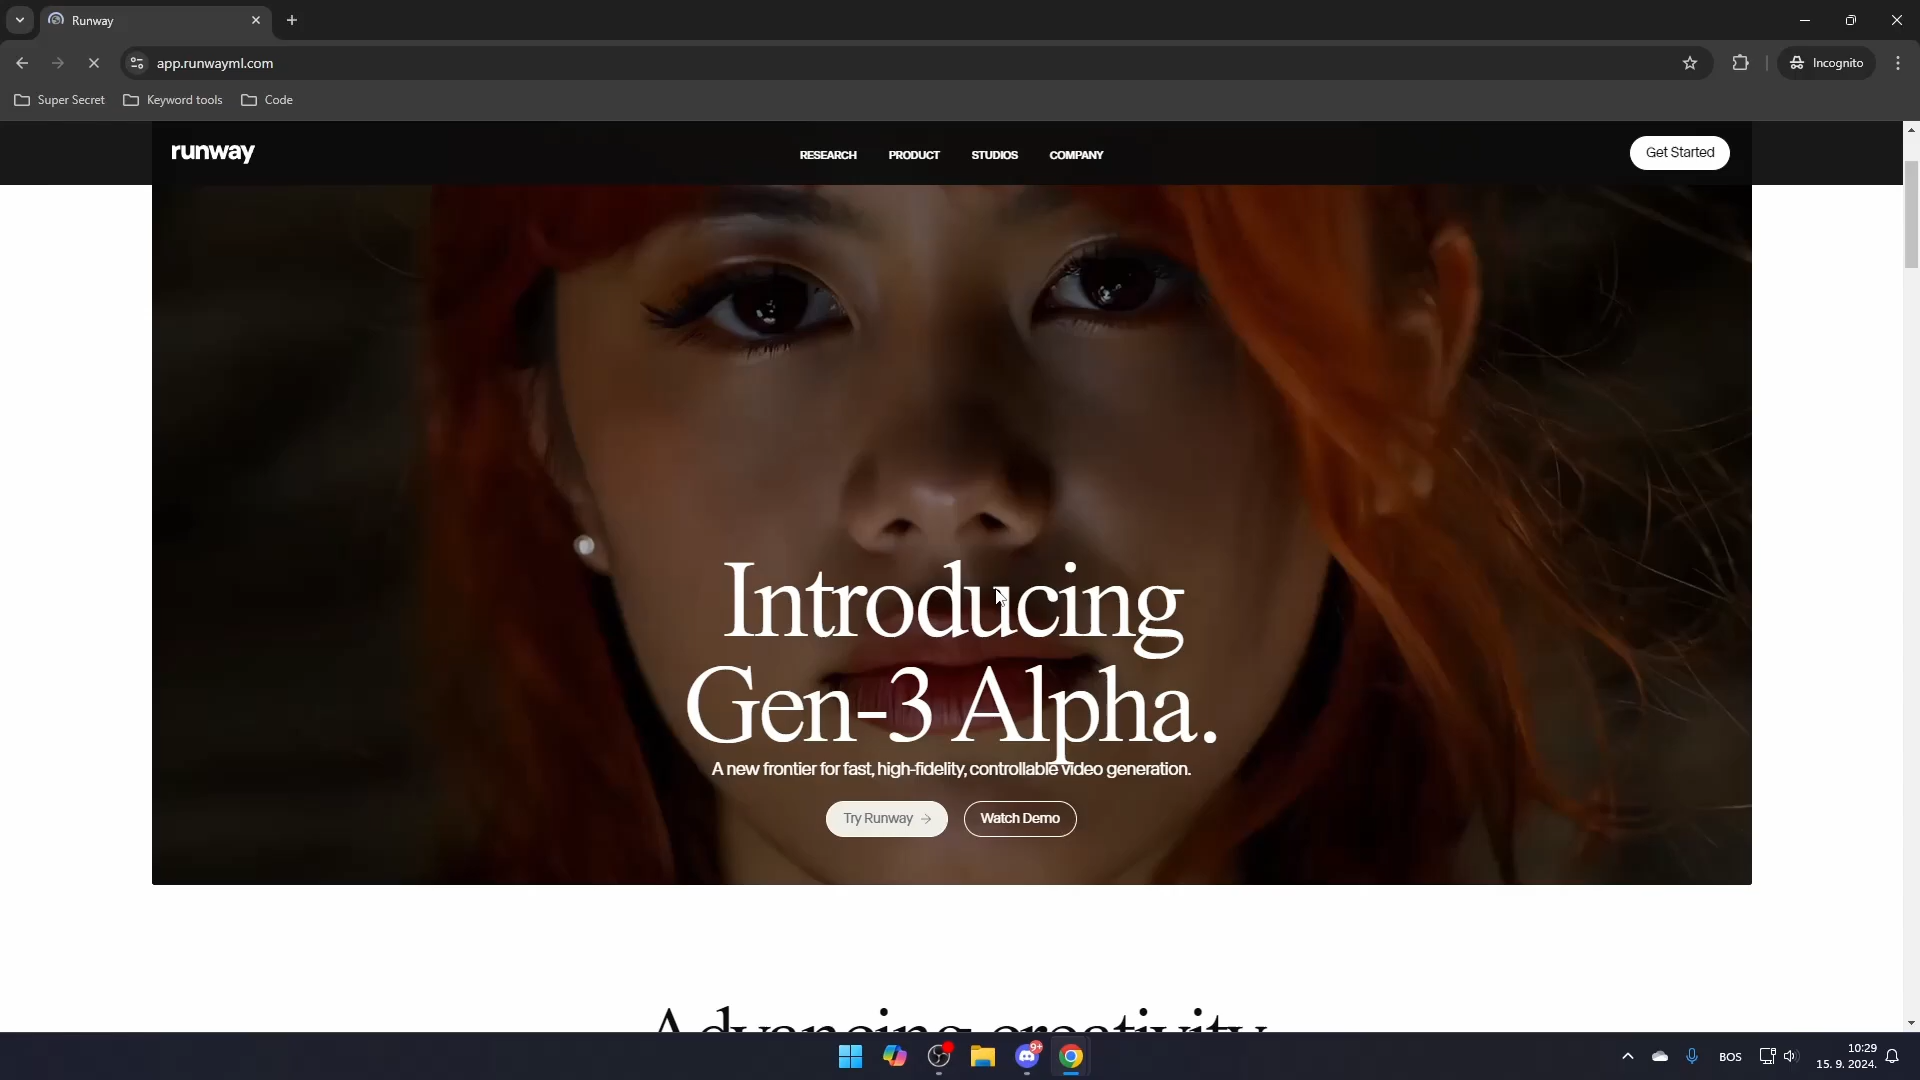 Runway
app.runwayml.com
Incognito
Super Secret
Keyword tools
Code
runway
RESEARCH
PRODUCT
STUDIOS
COMPANY
Get Started
Introducing
Gen-3 Alpha.
A new frontier for fast, high-fidelity, controllable video generation.
Try Runway →
Watch Demo
Advancing creativity
9+
BOS
10:29
15. 9. 2024.